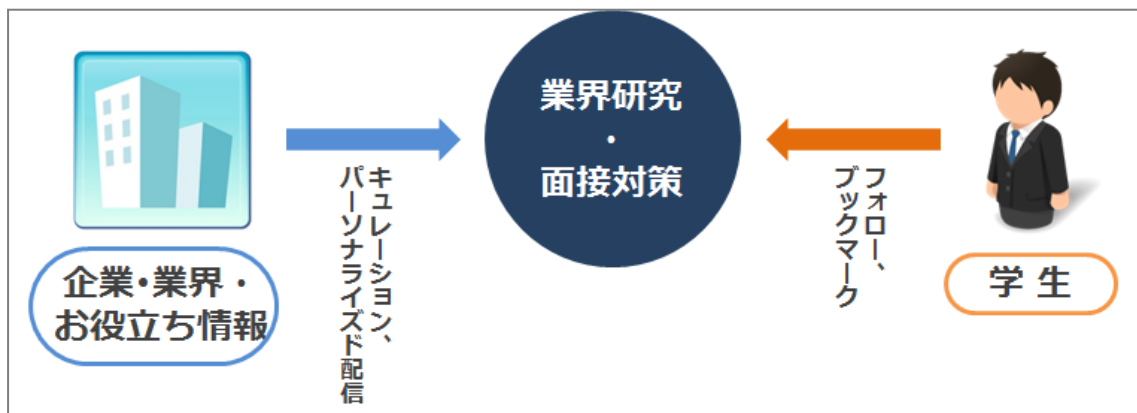 企業・業界・
お役立ち情報
キュレーション、
パーソナライズド配信
業界研究
・
面接対策
フォロー、
ブックマーク
学生